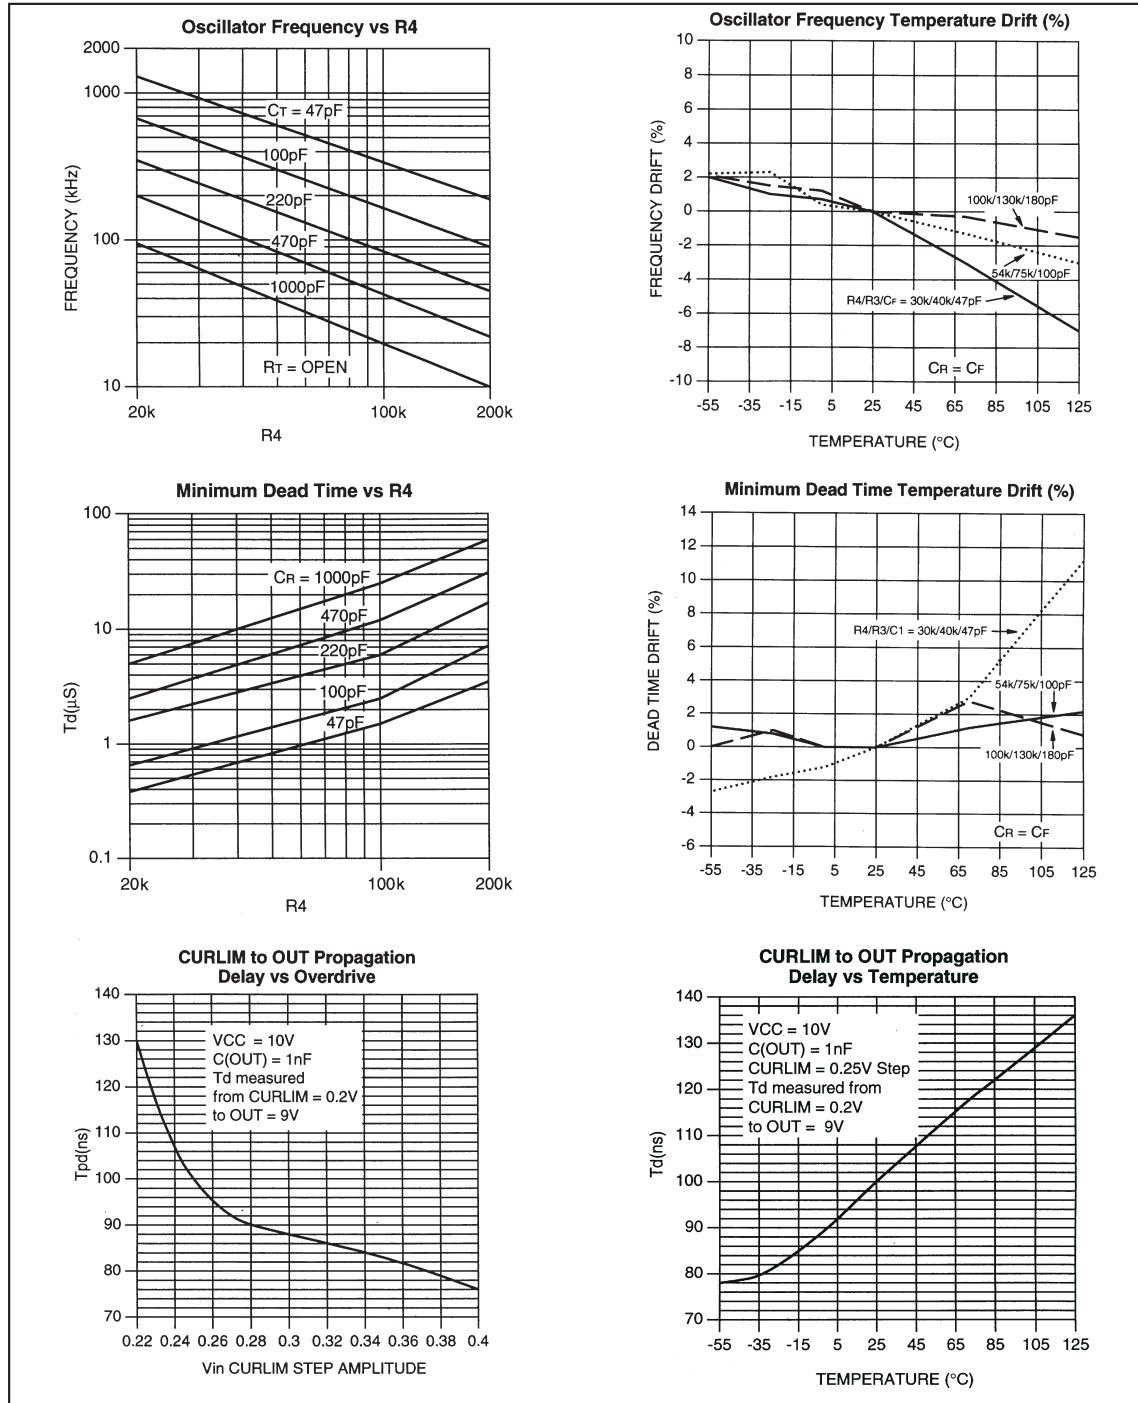 Oscillator Frequency vs R4
2000
1000
100
10
FREQUENCY (kHz)
CT = 47pF
100pF
220pF
470pF
1000pF
RT = OPEN
20k 100k 200k
R4
Oscillator Frequency Temperature Drift (%)
10
8
6
4
2
0
-2
-4
-6
-8
-10
FREQUENCY DRIFT (%)
100k/130k/180pF
54k/75k/100pF
R4/R3/CF = 30k/40k/47pF
CR = CF
-55 -35 -15 5 25 45 65 85 105 125
TEMPERATURE (°C)
Minimum Dead Time vs R4
100
10
1
0.1
Td(µS)
CR = 1000pF
470pF
220pF
100pF
47pF
20k 100k 200k
R4
Minimum Dead Time Temperature Drift (%)
14
12
10
8
6
4
2
0
-2
-4
-6
DEAD TIME DRIFT (%)
R4/R3/C1 = 30k/40k/47pF
54k/75k/100pF
100k/130k/180pF
CR = CF
-55 -35 -15 5 25 45 65 85 105 125
TEMPERATURE (°C)
CURLIM to OUT Propagation
Delay vs Overdrive
140
130
120
110
100
90
80
70
Tpd(ns)
VCC = 10V
C(OUT) = 1nF
Td measured
from CURLIM = 0.2V
to OUT = 9V
0.22 0.24 0.26 0.28 0.3 0.32 0.34 0.36 0.38 0.4
Vin CURLIM STEP AMPLITUDE
CURLIM to OUT Propagation
Delay vs Temperature
140
130
120
110
100
90
80
70
Td(ns)
VCC = 10V
C(OUT) = 1nF
CURLIM = 0.25V Step
Td measured from
CURLIM = 0.2V
to OUT = 9V
-55 -35 -15 5 25 45 65 85 105 125
TEMPERATURE (°C)